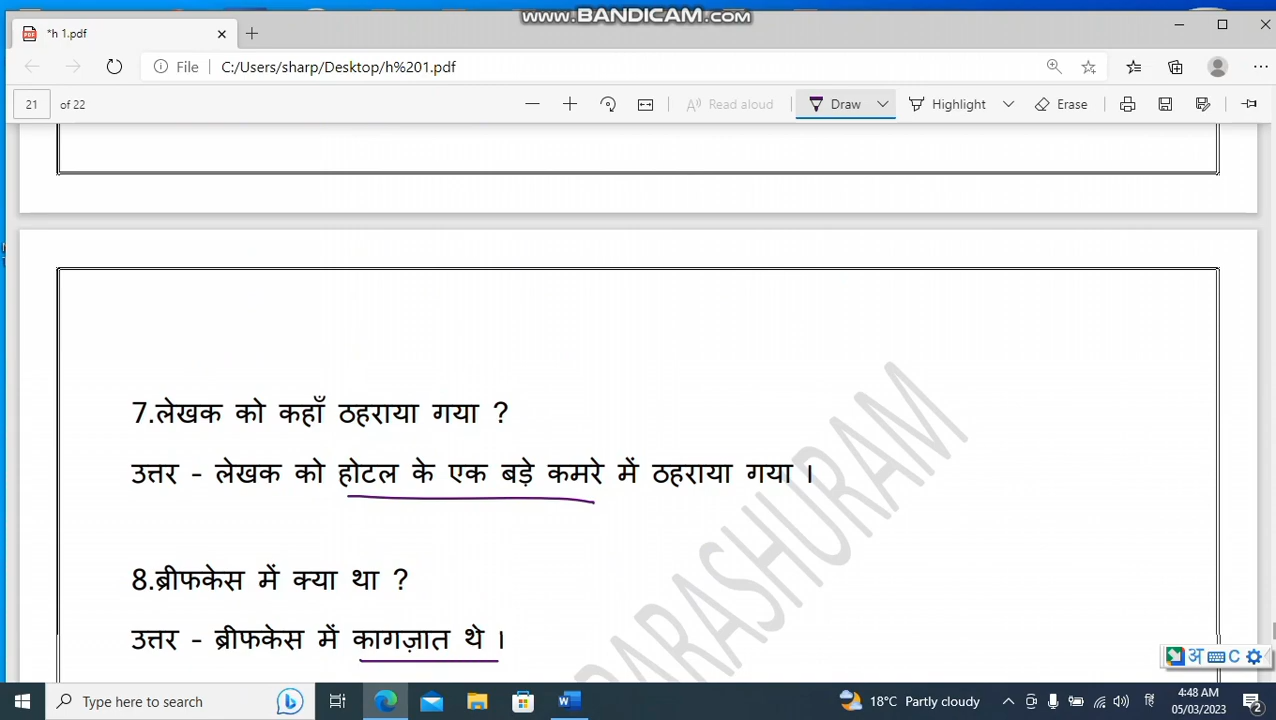 www.BANDICAM.com
*h 1.pdf
File C:/Users/sharp/Desktop/h%201.pdf
21 of 22 Read aloud Draw Highlight Erase
7.लेखक को कहाँ ठहराया गया ?
उत्तर - लेखक को होटल के एक बड़े कमरे में ठहराया गया ।
8.ब्रीफकेस में क्या था ?
उत्तर - ब्रीफकेस में कागज़ात थे ।
PARASHURAM
अ C
Type here to search 18°C Partly cloudy हि 4:48 AM
05/03/2023 2